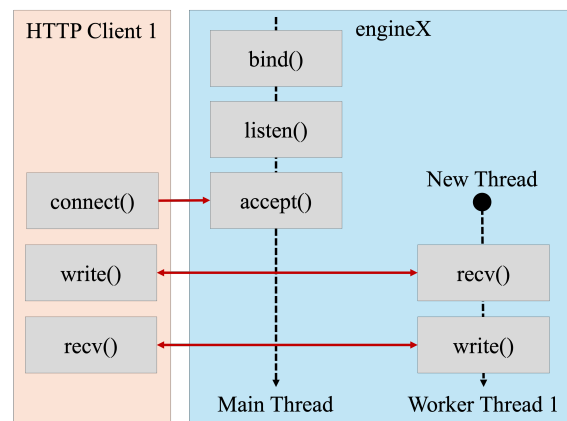 HTTP Client 1
engineX
bind()
listen()
New Thread
connect()
accept()
write()
recv()
recv()
write()
Main Thread
Worker Thread 1